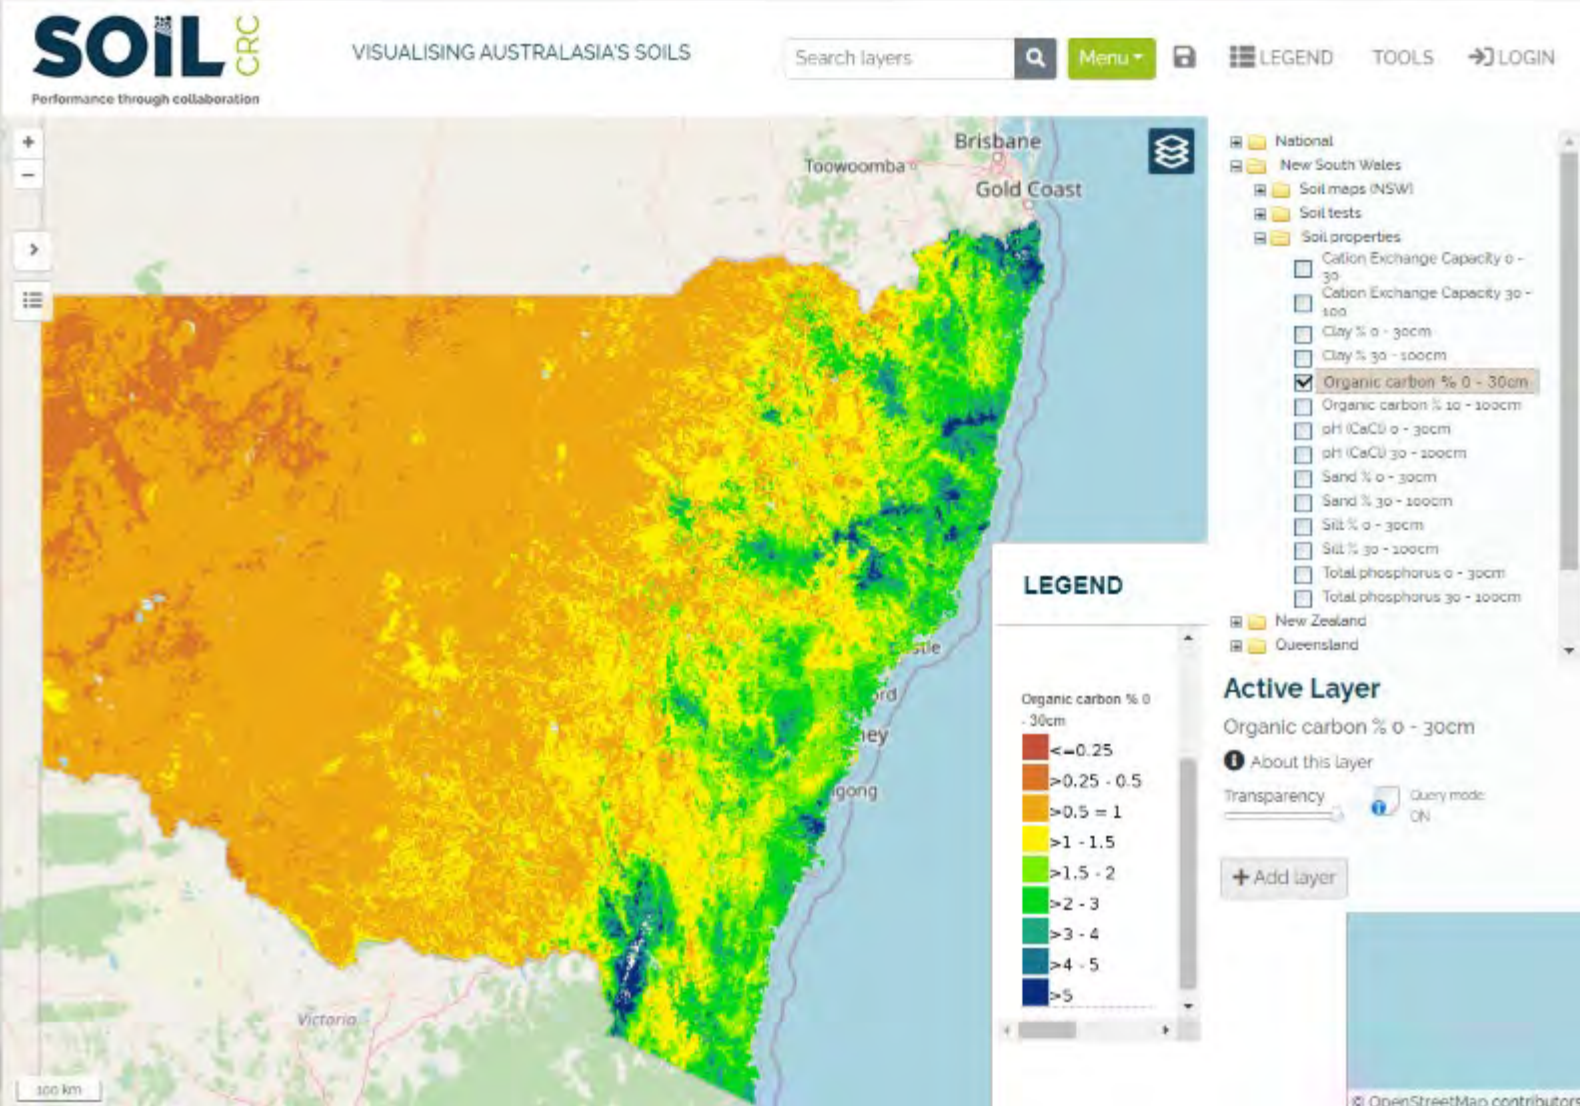 SOIL CRC
Performance through collaboration
VISUALISING AUSTRALASIA'S SOILS
Search layers
Menu
LEGEND
TOOLS
LOGIN
Brisbane
Toowoomba
Gold Coast
ord
ney
gong
Victoria
100 km
National
New South Wales
Soil maps (NSW)
Soil tests
Soil properties
Cation Exchange Capacity 0 -
30
Cation Exchange Capacity 30 -
100
Clay % 0 - 30cm
Clay % 30 - 100cm
Organic carbon % 0 - 30cm
Organic carbon % 10 - 100cm
pH (CaCl) 0 - 30cm
pH (CaCl) 30 - 100cm
Sand % 0 - 30cm
Sand % 30 - 100cm
Silt % 0 - 30cm
Silt % 30 - 100cm
Total phosphorus 0 - 30cm
Total phosphorus 30 - 100cm
New Zealand
Queensland
LEGEND
Organic carbon % 0
- 30cm
<=0.25
>0.25 - 0.5
>0.5 = 1
>1 - 1.5
>1.5 - 2
>2 - 3
>3 - 4
>4 - 5
>5
Active Layer
Organic carbon % 0 - 30cm
About this layer
Transparency
Query mode:
ON
+ Add layer
© OpenStreetMap contributors